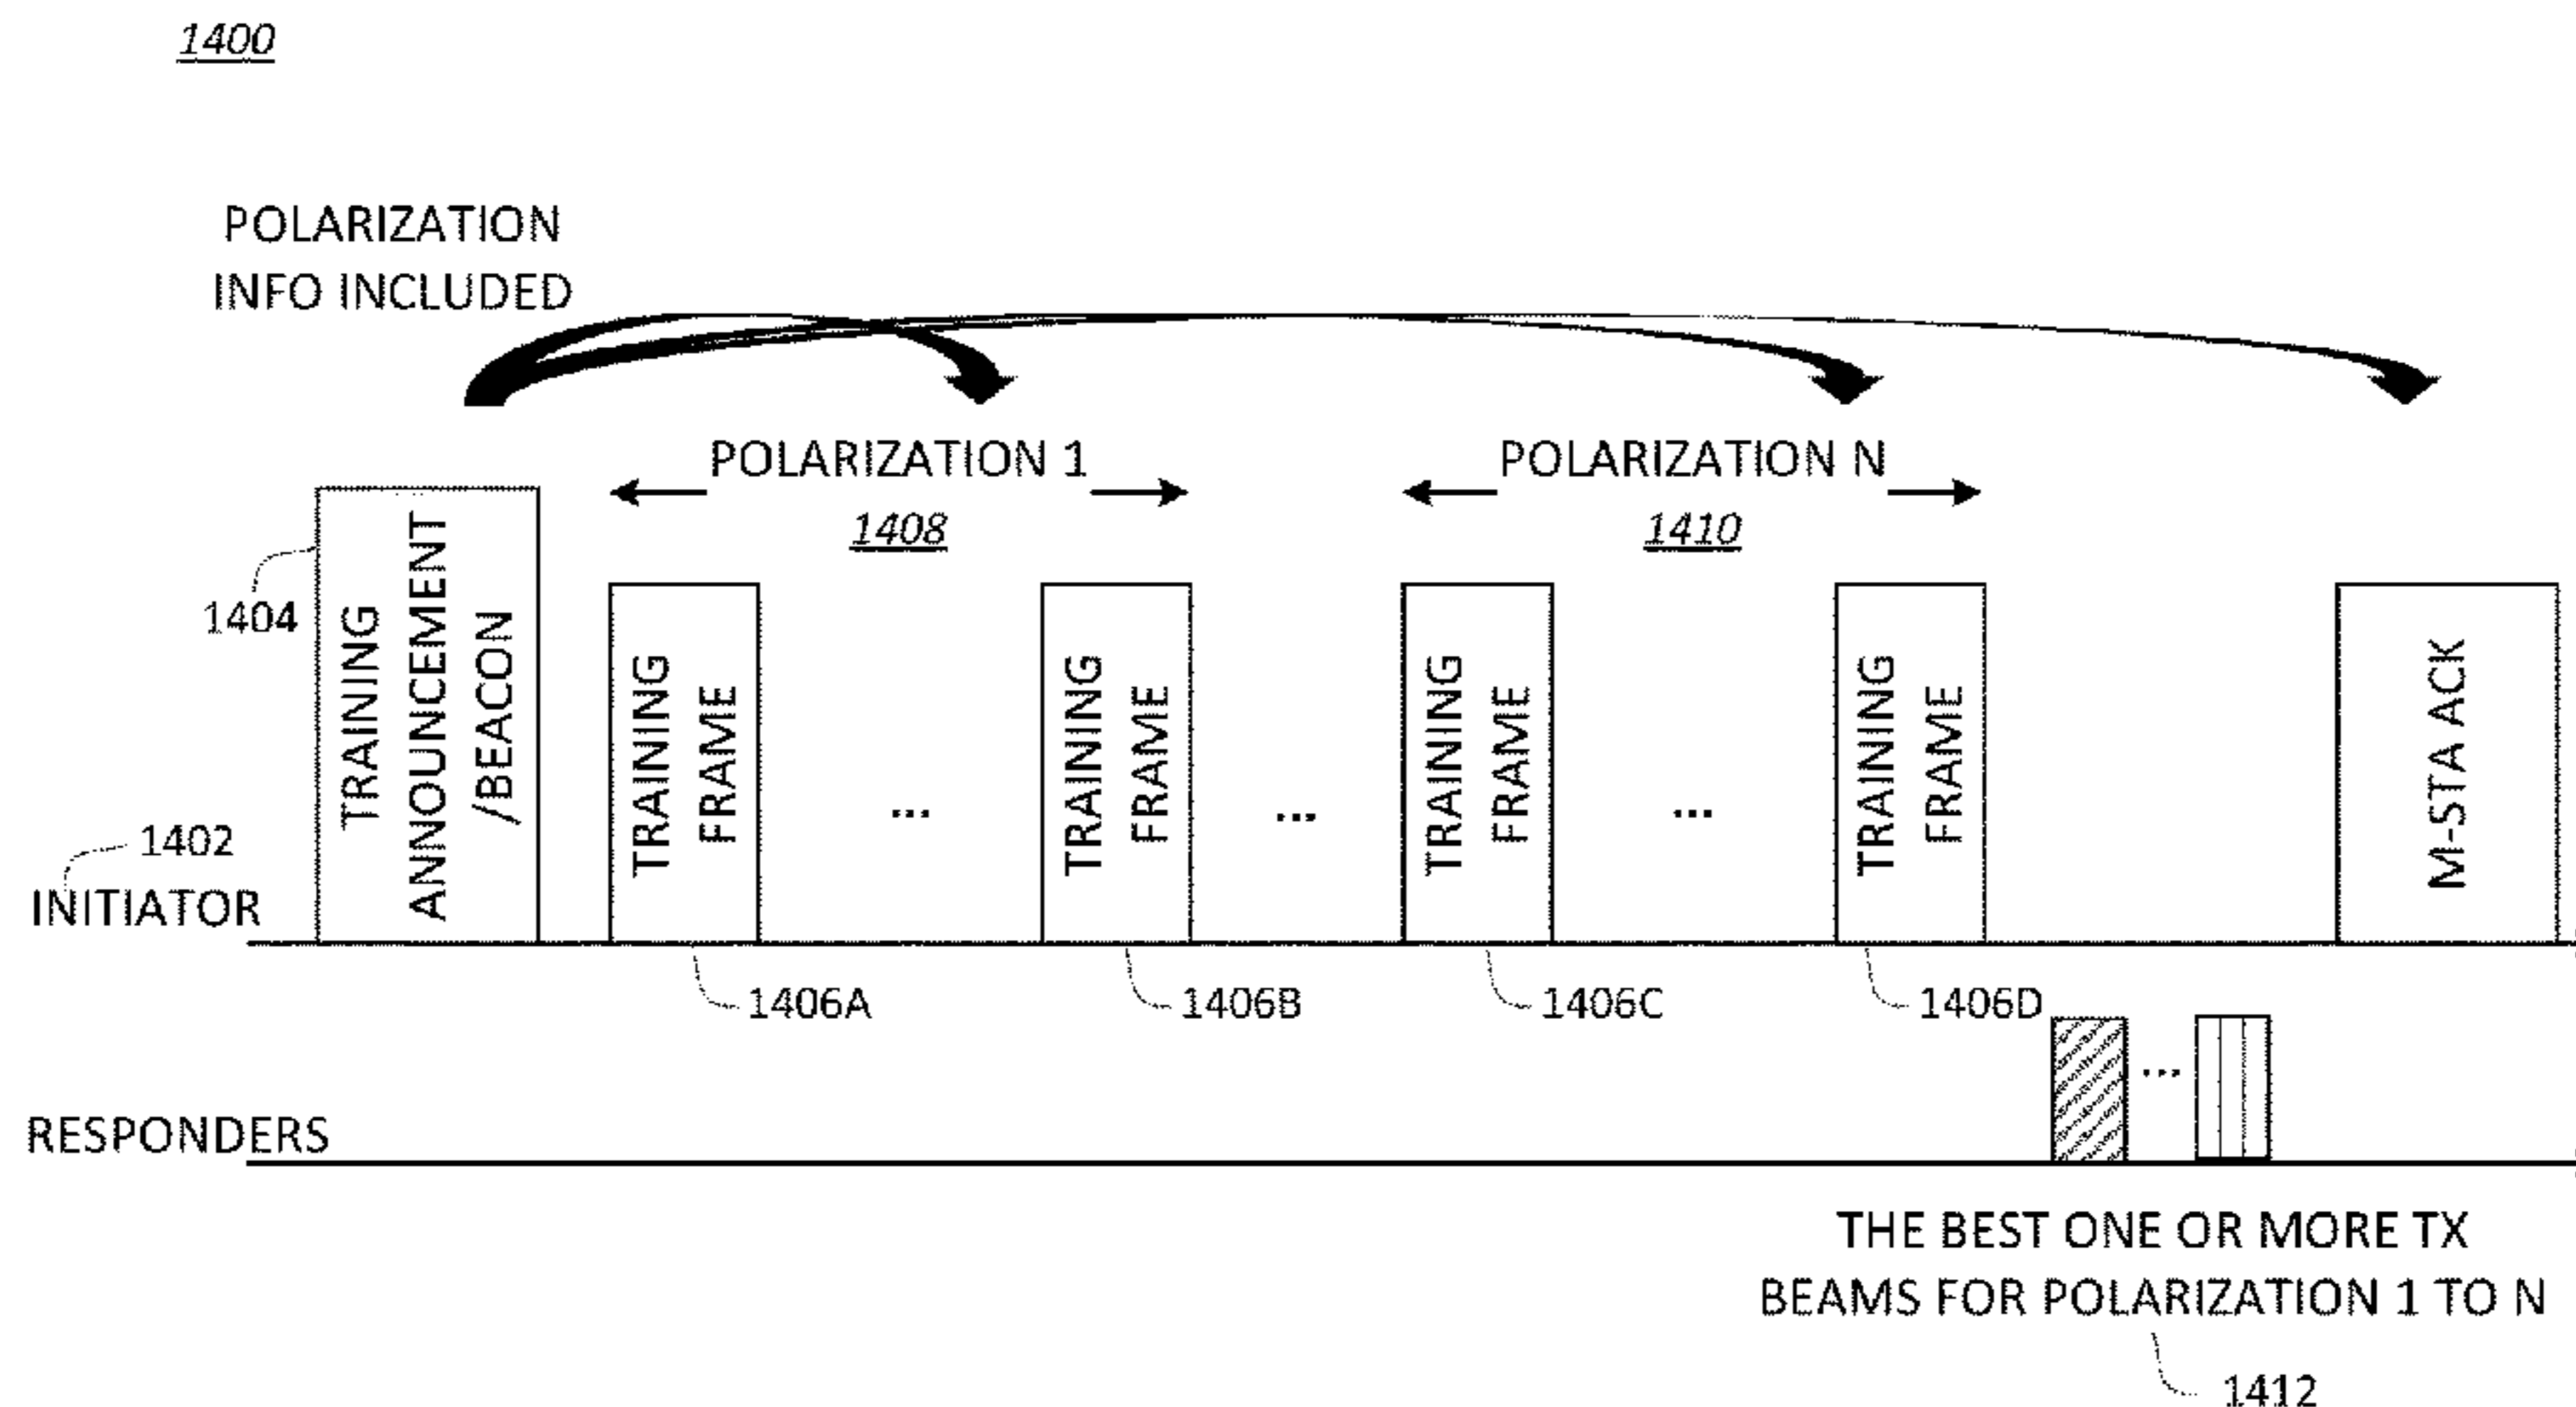 1400
POLARIZATION
INFO INCLUDED
POLARIZATION 1
1408
POLARIZATION N
1410
1404
TRAINING
ANNOUNCEMENT
/BEACON
TRAINING
FRAME
...
TRAINING
FRAME
...
TRAINING
FRAME
...
TRAINING
FRAME
M-STA ACK
1402
INITIATOR
1406A
1406B
1406C
1406D
...
RESPONDERS
THE BEST ONE OR MORE TX
BEAMS FOR POLARIZATION 1 TO N
1412